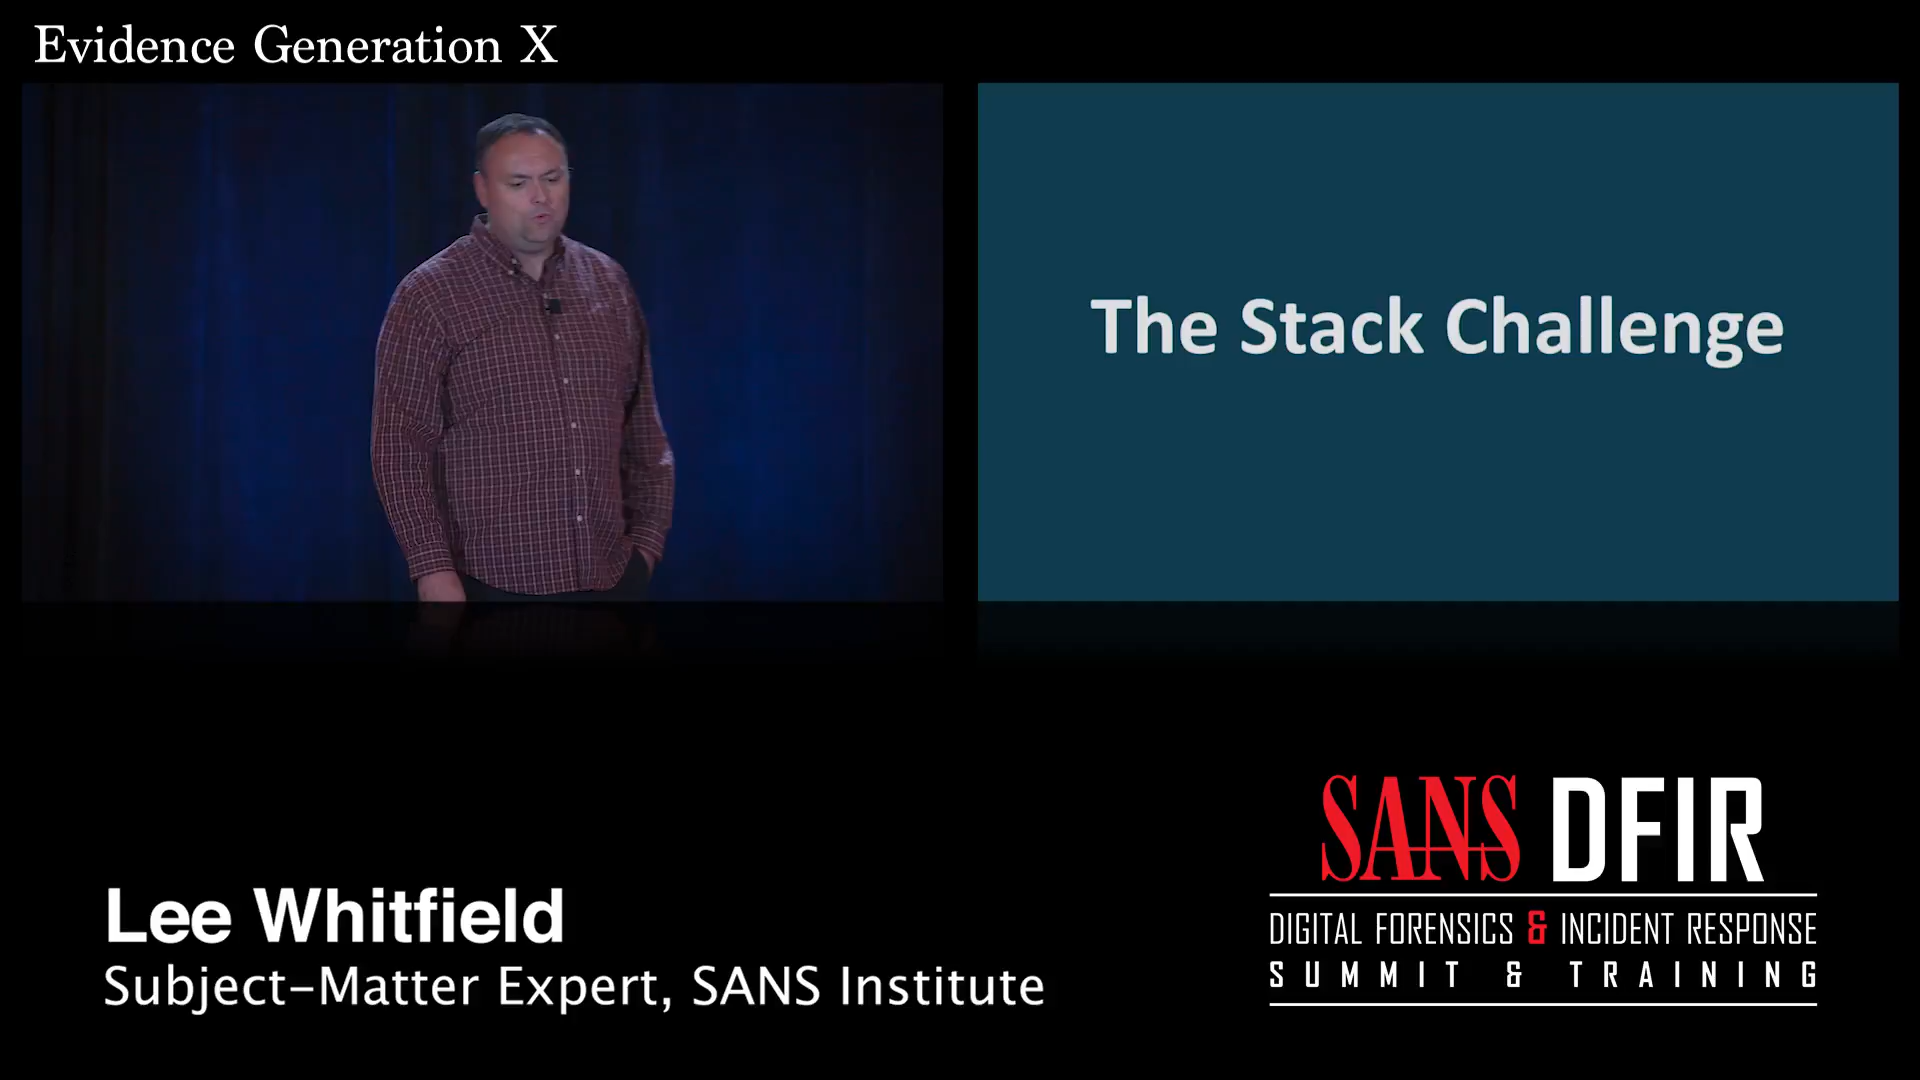 Evidence Generation X
The Stack Challenge
Lee Whitfield
Subject-Matter Expert, SANS Institute
SANS DFIR
DIGITAL FORENSICS & INCIDENT RESPONSE
SUMMIT & TRAINING